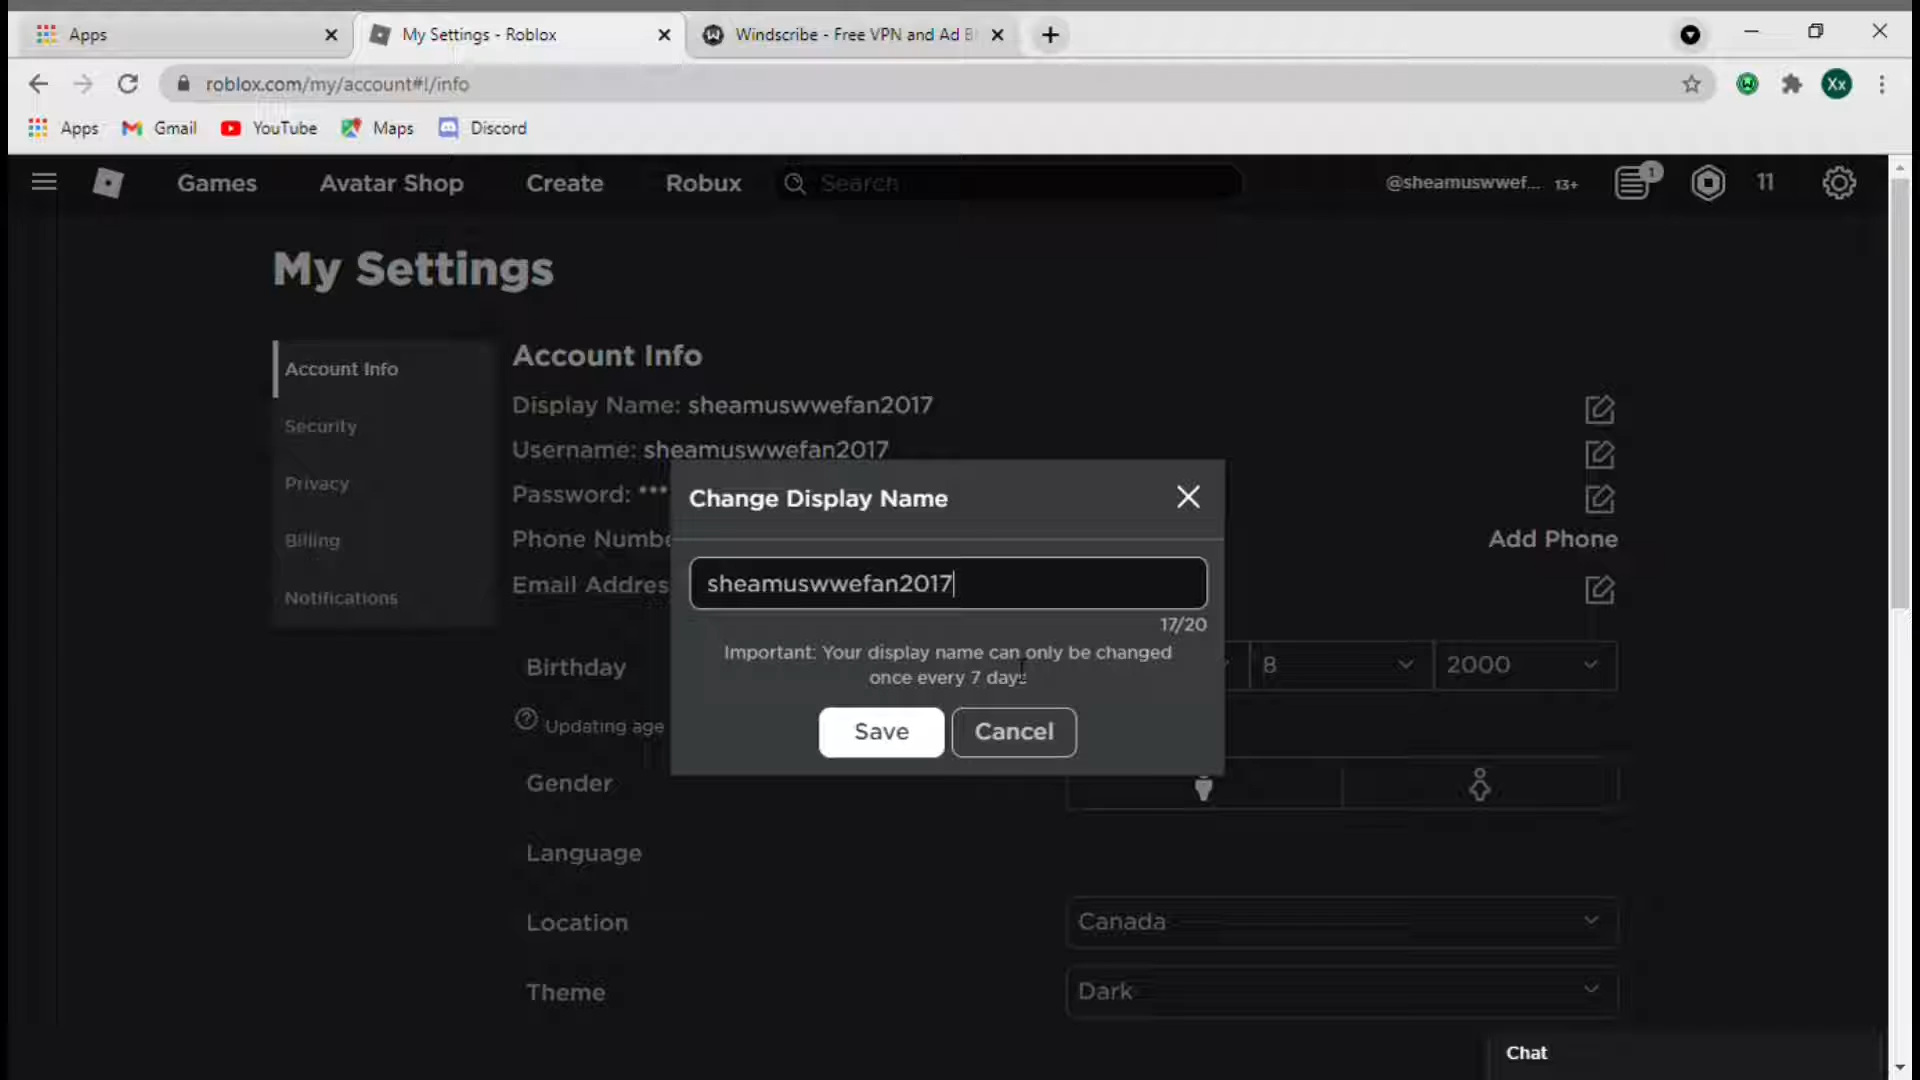 Apps
My Settings - Roblox
Windscribe - Free VPN and Ad B
roblox.com/my/account#!/info
Xx
Apps
Gmail
YouTube
Maps
Discord
Games
Avatar Shop
Create
Robux
Search
@sheamuswwef... 13+
1
11
My Settings
Account Info
Security
Privacy
Billing
Notifications
Account Info
Display Name: sheamuswwefan2017
Username: sheamuswwefan2017
Password: ***
Phone Numbe
Add Phone
Email Addres
Change Display Name
sheamuswwefan2017
17/20
Important: Your display name can only be changed
once every 7 days
Save
Cancel
Birthday
8
2000
Updating age
Gender
Language
Location
Canada
Theme
Dark
Chat